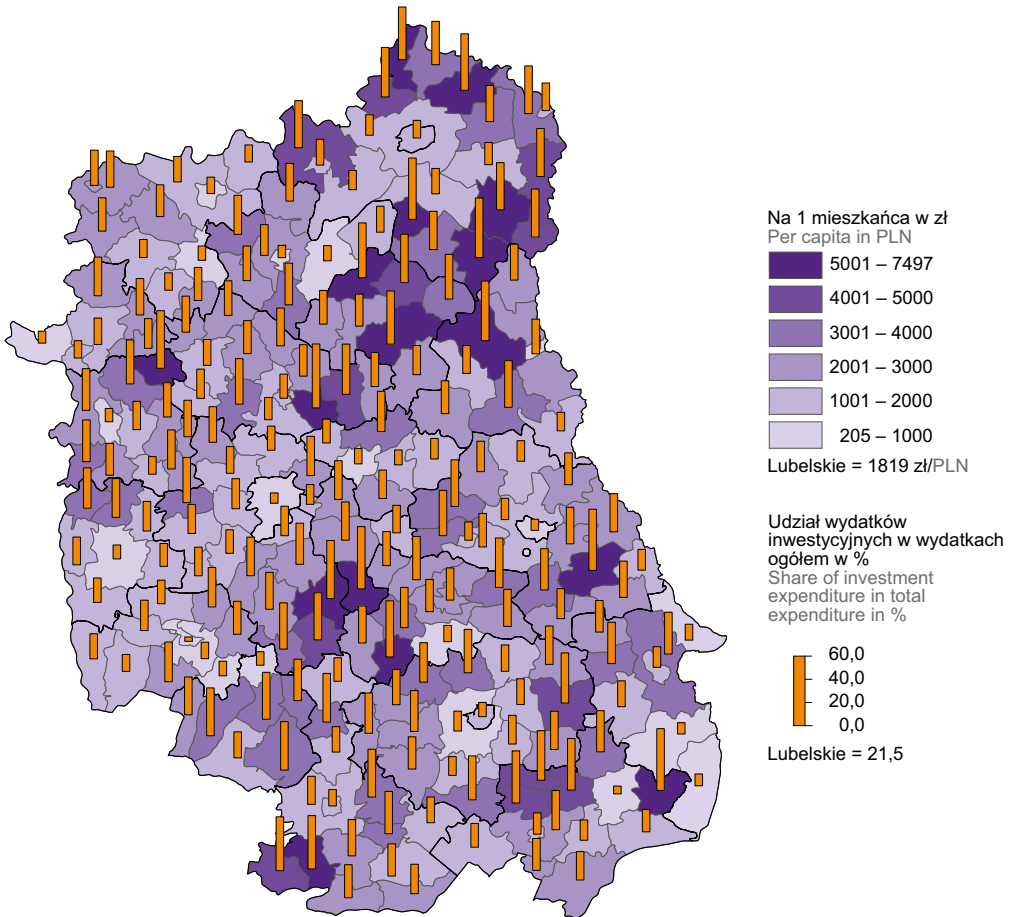 Na 1 mieszkańca w zł
Per capita in PLN
5001 – 7497
4001 – 5000
3001 – 4000
2001 – 3000
1001 – 2000
205 – 1000
Lubelskie = 1819 zł/PLN
Udział wydatków
inwestycyjnych w wydatkach
ogółem w %
Share of investment
expenditure in total
expenditure in %
60,0
40,0
20,0
0,0
Lubelskie = 21,5